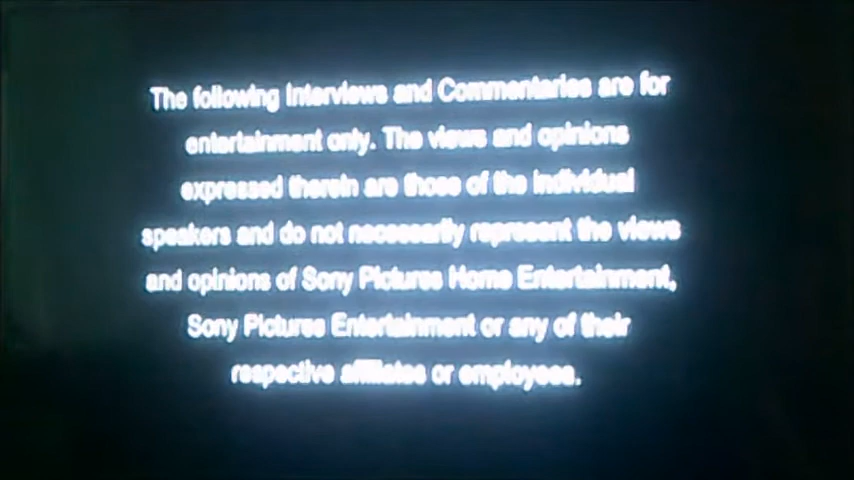 The following Interviews and Commentaries are for
entertainment only. The views and opinions
expressed therein are those of the individual
speakers and do not necessarily represent the views
and opinions of Sony Pictures Home Entertainment,
Sony Pictures Entertainment or any of their
respective affiliates or employees.